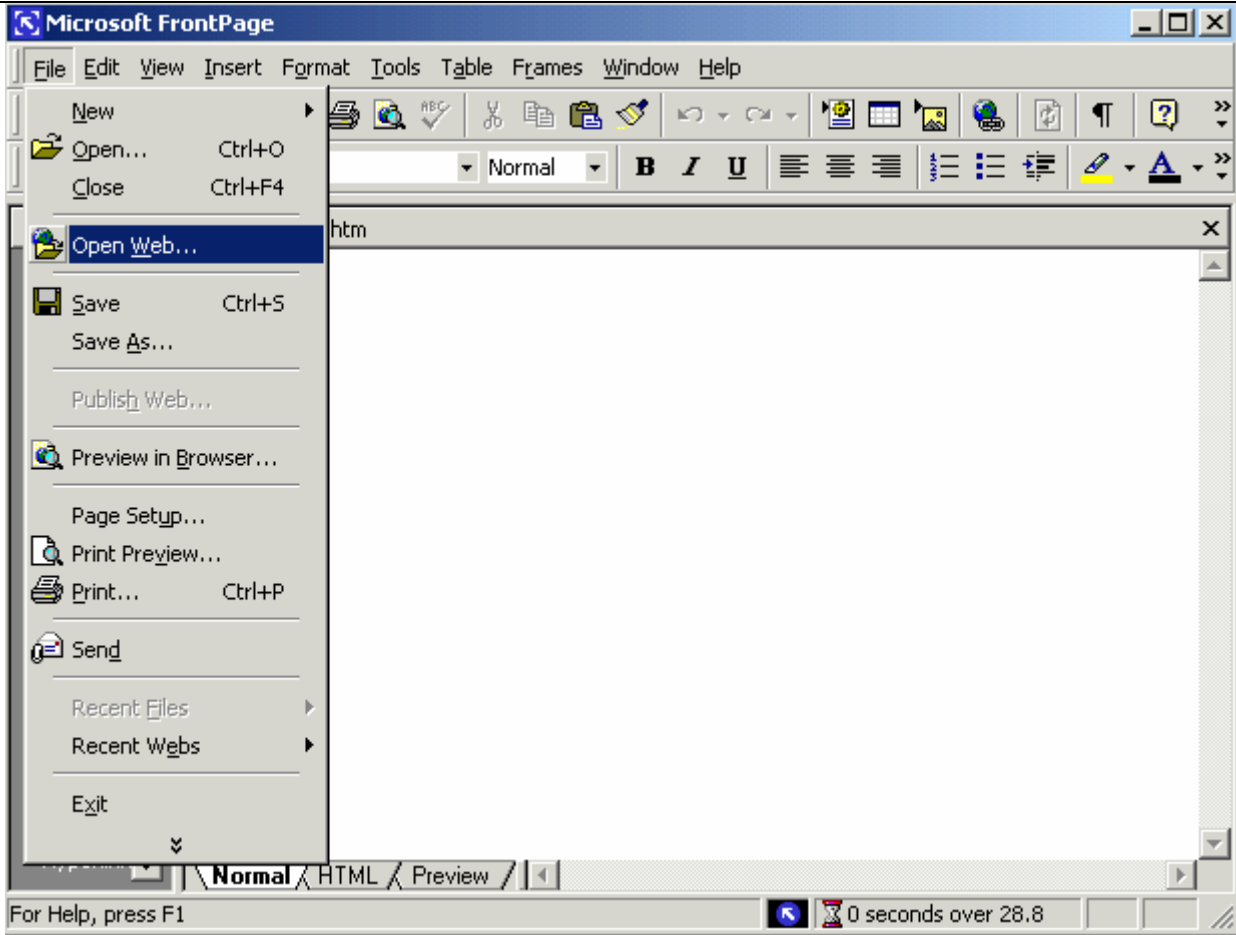 Microsoft FrontPage
File Edit View Insert Format Tools Table Frames Window Help
New
Open... Ctrl+O
Close Ctrl+F4
Open Web...
Save Ctrl+S
Save As...
Publish Web...
Preview in Browser...
Page Setup...
Print Preview...
Print... Ctrl+P
Send
Recent Files
Recent Webs
Exit
ABC
Normal B I U A
htm
Normal HTML Preview
For Help, press F1 0 seconds over 28.8